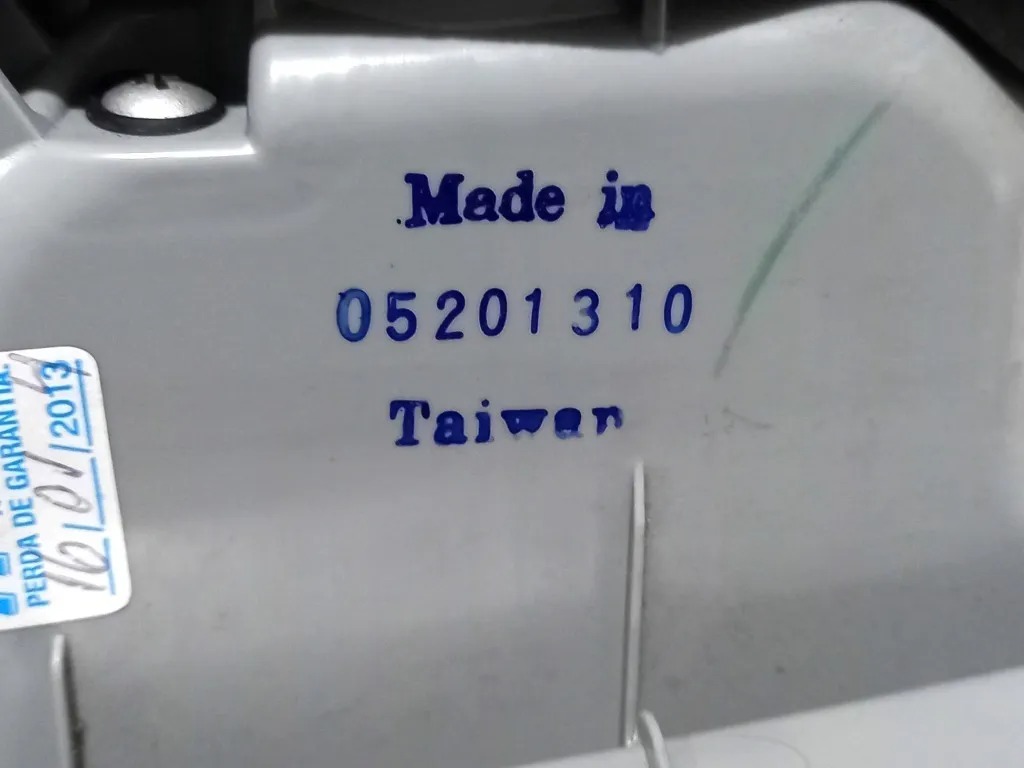 Made in
05201310
Taiwan
PERDA DE GARANTIA.
16/01/2013